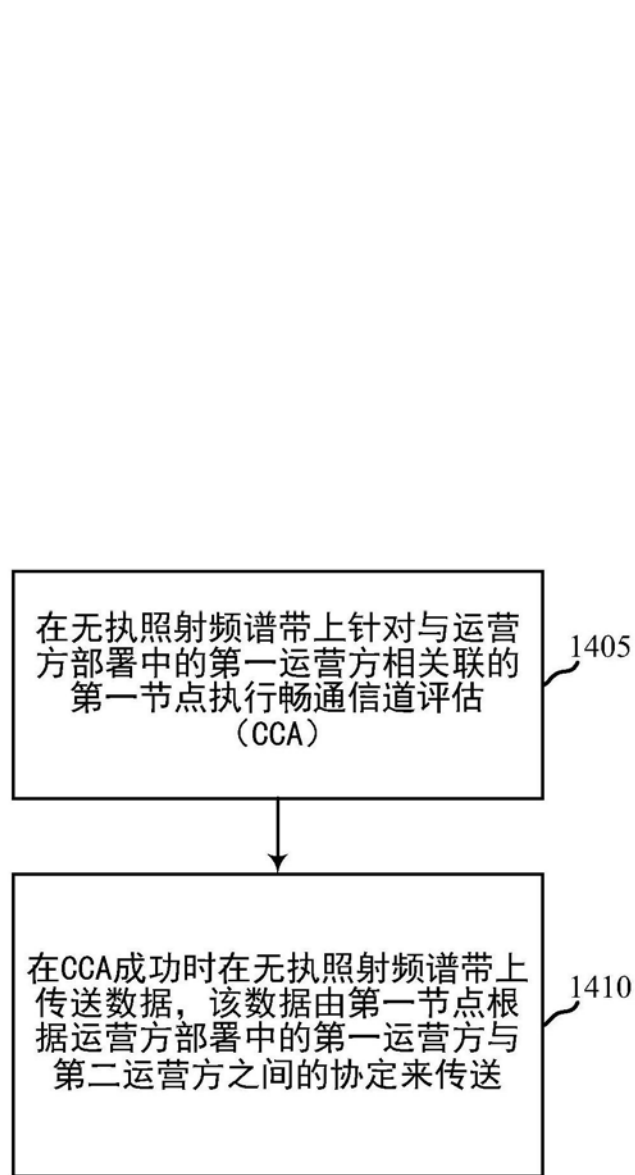 在无执照射频谱带上针对与运营
方部署中的第一运营方相关联的
第一节点执行畅通信道评估
（CCA）
1405
在CCA成功时在无执照射频谱带上
传送数据，该数据由第一节点根
据运营方部署中的第一运营方与
第二运营方之间的协定来传送
1410